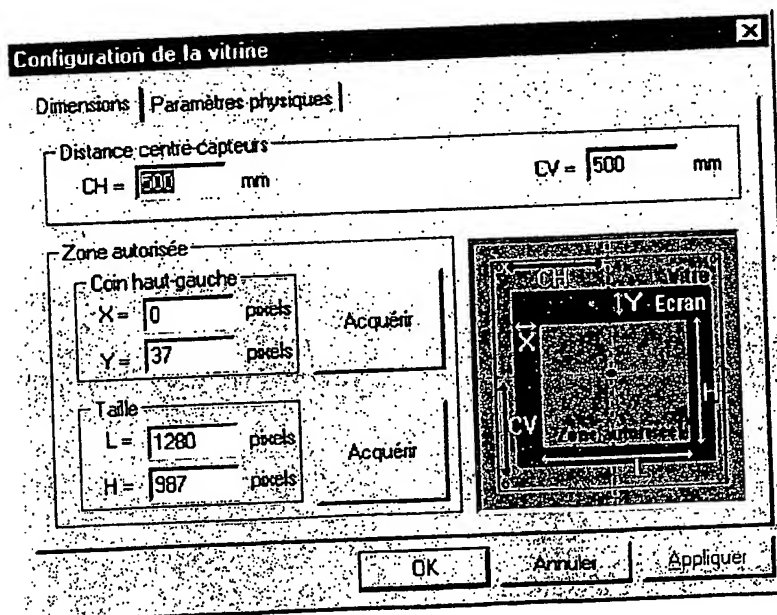 Configuration de la vitrine
Dimensions Paramètres physiques
Distance centre-capteurs
CH = 500 mm CV = 500 mm
Zone autorisée
Coin haut-gauche
X = 0 pixels
Y = 37 pixels
Acquérir
Taille
L = 1280 pixels
H = 987 pixels
Acquérir
CH Vitre
Y Ecran
X
CV
H
Zone autorisée
L
OK Annuler Appliquer